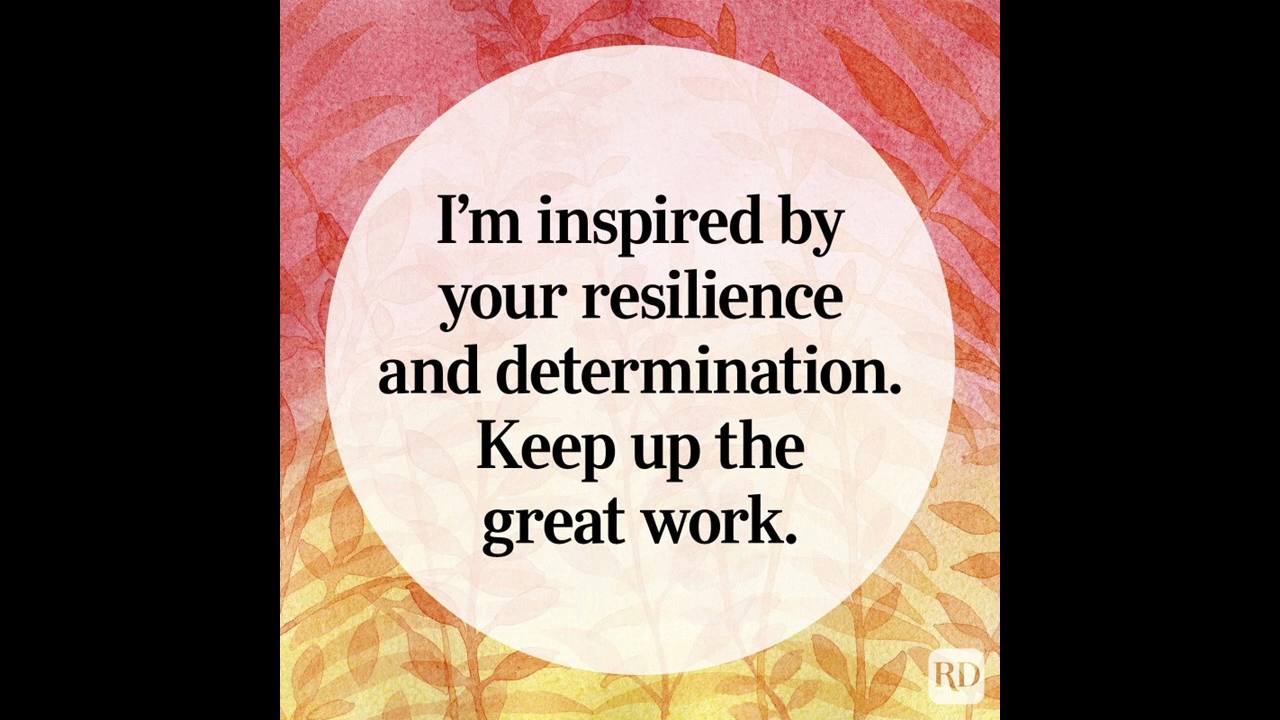 I’m inspired by
your resilience
and determination.
Keep up the
great work.
RD